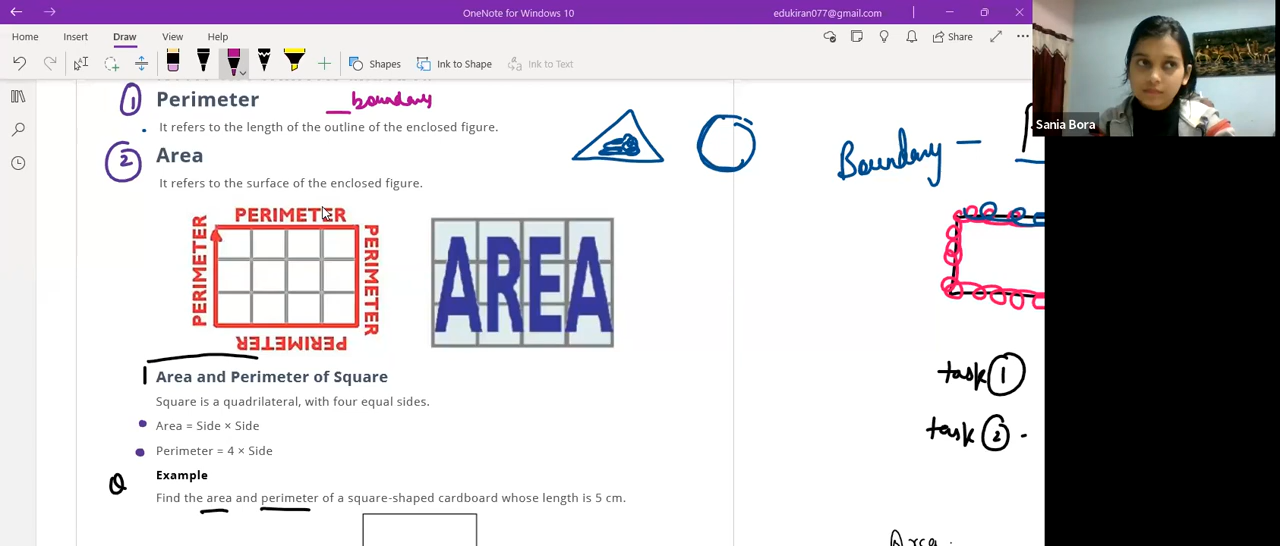 OneNote for Windows 10
edukiran077@gmail.com
Home Insert Draw View Help
Share
Shapes Ink to Shape Ink to Text
Sania Bora
1 Perimeter boundary
It refers to the length of the outline of the enclosed figure.
2 Area
It refers to the surface of the enclosed figure.
Boundary -
PERIMETER
PERIMETER
PERIMETER
PERIMETER
AREA
Area and Perimeter of Square
Square is a quadrilateral, with four equal sides.
Area = Side × Side
Perimeter = 4 × Side
Q Example
Find the area and perimeter of a square-shaped cardboard whose length is 5 cm.
task 1
task 2 -
Area